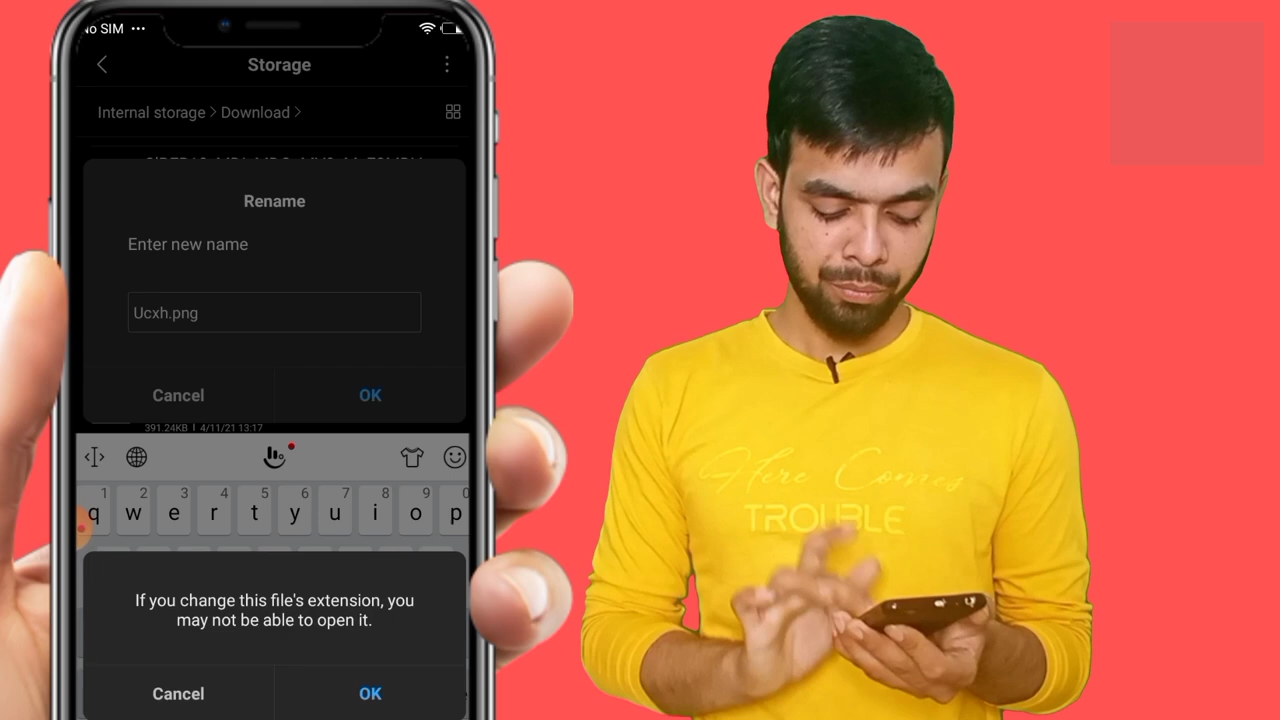 No SIM
Storage
Internal storage > Download >
Rename
Enter new name
Ucxh.png
Cancel OK
391.24KB | 4/11/21 13:17
1 2 3 4 5 6 7 8 9 0
q w e r t y u i o p
If you change this file's extension, you
may not be able to open it.
Cancel OK
Here Comes
TROUBLE